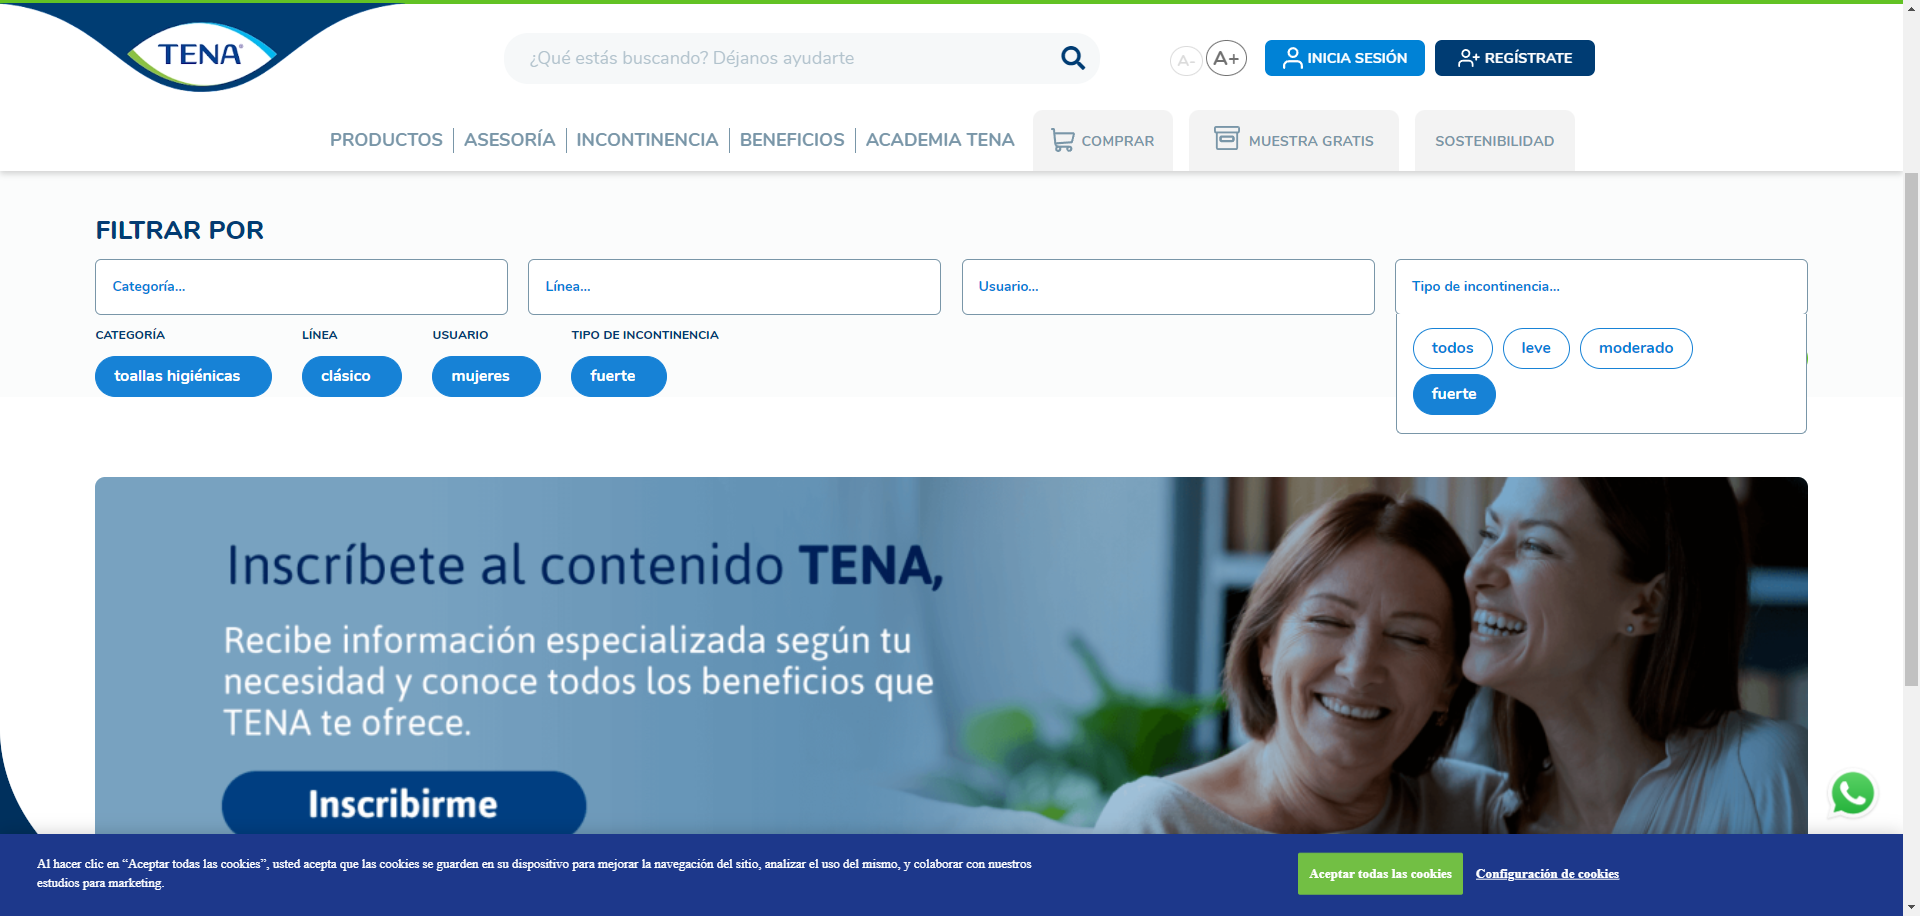 TENA
¿Qué estás buscando? Déjanos ayudarte
A-
A+
INICIA SESIÓN
REGÍSTRATE
PRODUCTOS
ASESORÍA
INCONTINENCIA
BENEFICIOS
ACADEMIA TENA
COMPRAR
MUESTRA GRATIS
SOSTENIBILIDAD
FILTRAR POR
Categoría...
Línea...
Usuario...
Tipo de incontinencia...
CATEGORÍA
LÍNEA
USUARIO
TIPO DE INCONTINENCIA
toallas higiénicas
clásico
mujeres
fuerte
todos
leve
moderado
fuerte
Inscríbete al contenido TENA,
Recibe información especializada según tu
necesidad y conoce todos los beneficios que
TENA te ofrece.
Inscribirme
Al hacer clic en “Aceptar todas las cookies”, usted acepta que las cookies se guarden en su dispositivo para mejorar la navegación del sitio, analizar el uso del mismo, y colaborar con nuestros
estudios para marketing.
Aceptar todas las cookies
Configuración de cookies